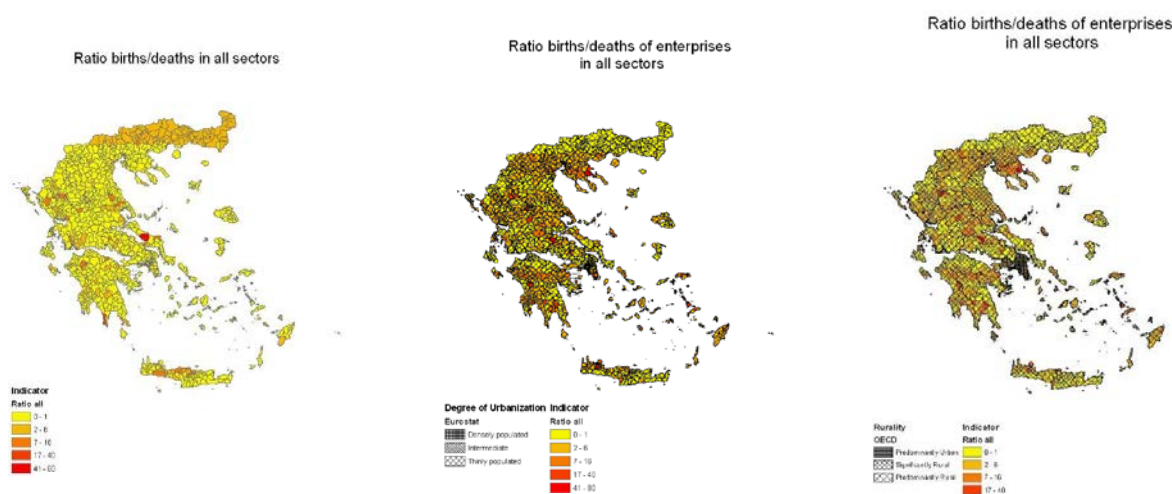 Ratio births/deaths in all sectors
Indicator
Ratio all
0 - 1
2 - 6
7 - 16
17 - 40
41 - 80
Ratio births/deaths of enterprises
in all sectors
Degree of Urbanization
Eurostat
Densely populated
Intermediate
Thinly populated
Indicator
Ratio all
0 - 1
2 - 6
7 - 16
17 - 40
41 - 80
Ratio births/deaths of enterprises
in all sectors
Rurality
OECD
Predominantly Urban
Significantly Rural
Predominantly Rural
Indicator
Ratio all
0 - 1
2 - 6
7 - 16
17 - 40